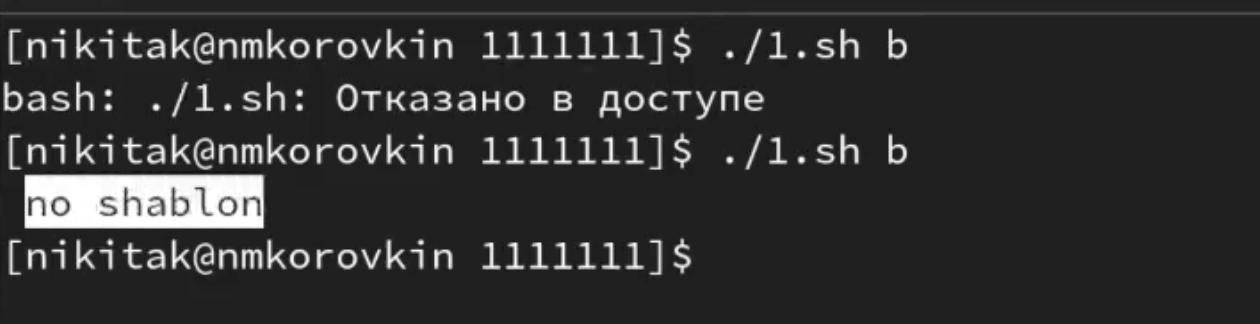 [nikitak@nmkorovkin 1111111]$ ./1.sh b
bash: ./1.sh: Отказано в доступе
[nikitak@nmkorovkin 1111111]$ ./1.sh b
no shablon
[nikitak@nmkorovkin 1111111]$